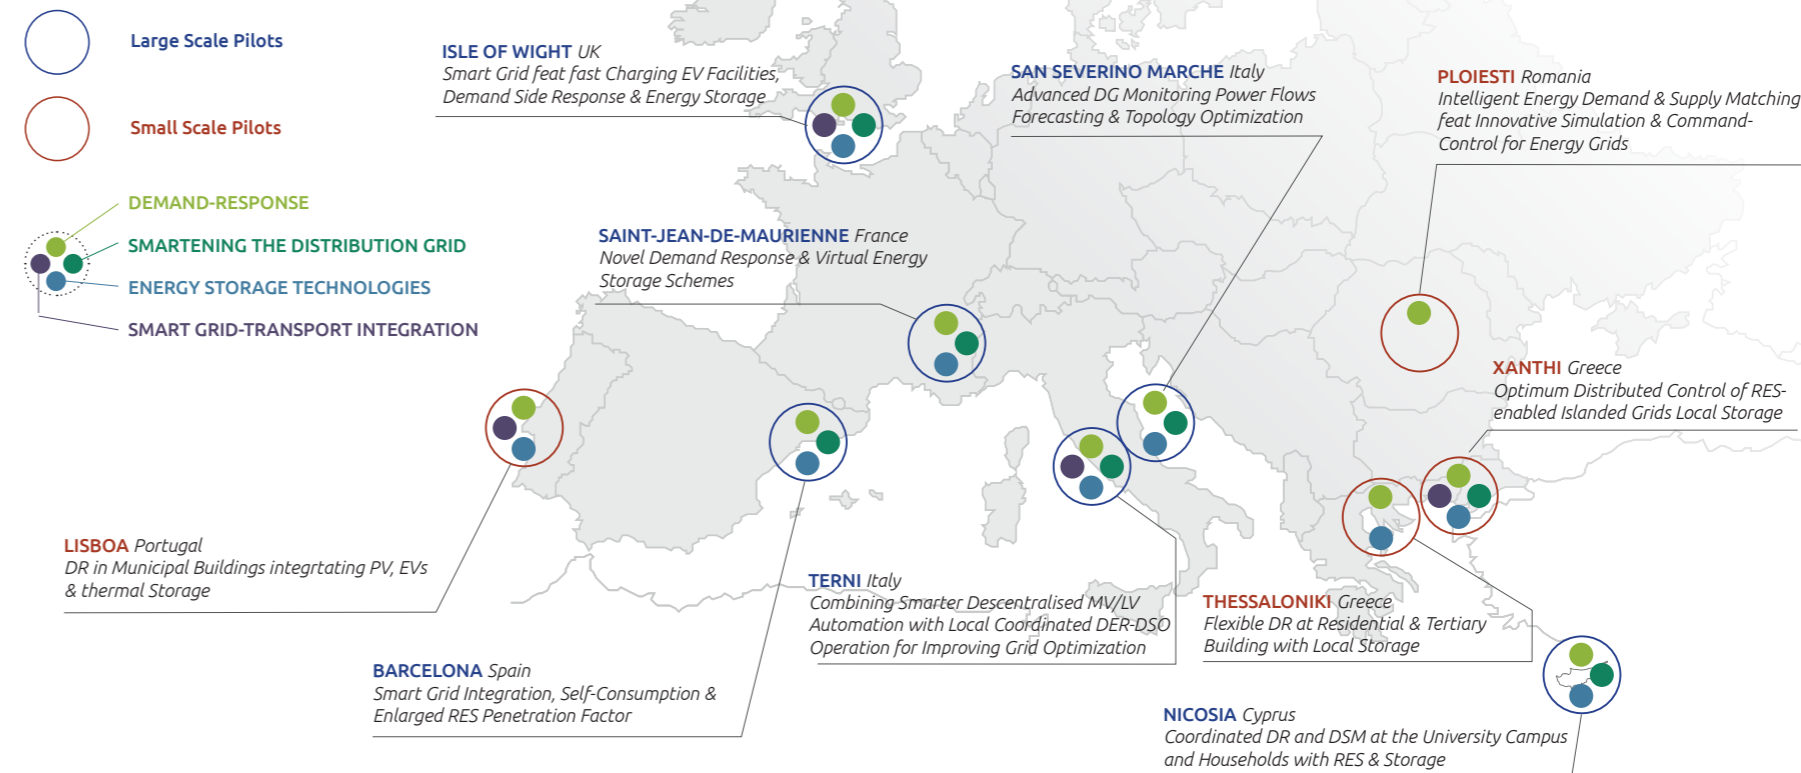 Large Scale Pilots
Small Scale Pilots
DEMAND-RESPONSE
SMARTENING THE DISTRIBUTION GRID
ENERGY STORAGE TECHNOLOGIES
SMART GRID-TRANSPORT INTEGRATION
ISLE OF WIGHT UK
Smart Grid feat fast Charging EV Facilities,
Demand Side Response & Energy Storage
SAN SEVERINO MARCHE Italy
Advanced DG Monitoring Power Flows
Forecasting & Topology Optimization
PLOIESTI Romania
Intelligent Energy Demand & Supply Matching
feat Innovative Simulation & Command-
Control for Energy Grids
SAINT-JEAN-DE-MAURIENNE France
Novel Demand Response & Virtual Energy
Storage Schemes
XANTHI Greece
Optimum Distributed Control of RES-
enabled Islanded Grids Local Storage
LISBOA Portugal
DR in Municipal Buildings integrtating PV, EVs
& thermal Storage
TERNI Italy
Combining Smarter Descentralised MV/LV
Automation with Local Coordinated DER-DSO
Operation for Improving Grid Optimization
THESSALONIKI Greece
Flexible DR at Residential & Tertiary
Building with Local Storage
BARCELONA Spain
Smart Grid Integration, Self-Consumption &
Enlarged RES Penetration Factor
NICOSIA Cyprus
Coordinated DR and DSM at the University Campus
and Households with RES & Storage